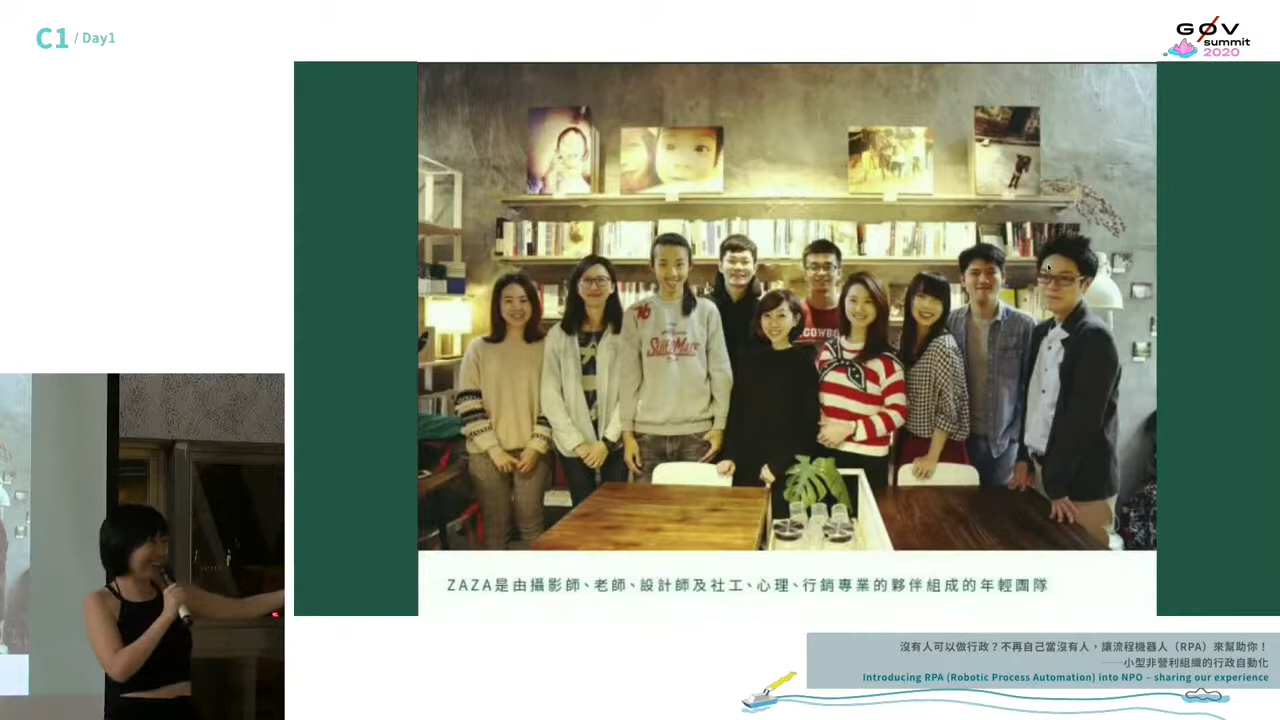 C1 / Day1
GØV
summit
2020
COWBO
ZAZA是由攝影師、老師、設計師及社工、心理、行銷專業的夥伴組成的年輕團隊
沒有人可以做行政？不再自己當沒有人，讓流程機器人（RPA）來幫助你！
——小型非營利組織的行政自動化
Introducing RPA (Robotic Process Automation) into NPO – sharing our experience